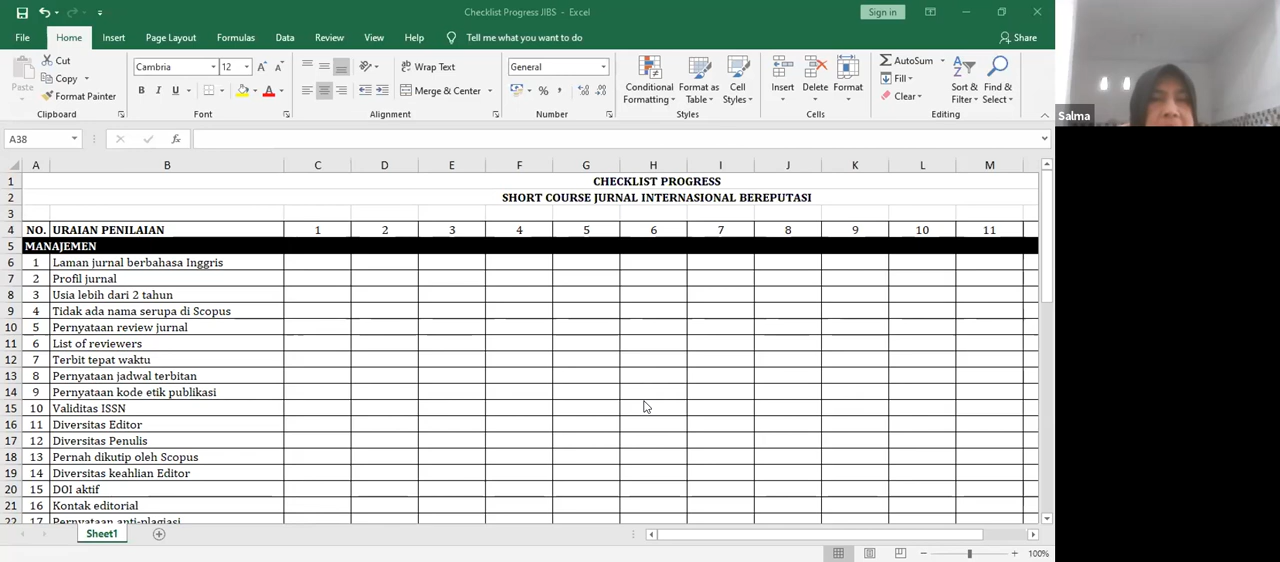 Checklist Progress JIBS - Excel
Sign in
File Home Insert Page Layout Formulas Data Review View Help Tell me what you want to do Share
Paste
Cut
Copy
Format Painter
Clipboard
Cambria 12
B I U
Font
Wrap Text
Merge & Center
Alignment
General
Number
Conditional Formatting
Format as Table
Cell Styles
Styles
Insert Delete Format
Cells
AutoSum
Fill
Clear
Sort & Filter
Find & Select
Editing
Salma
A38
fx
A B C D E F G H I J K L M
1 CHECKLIST PROGRESS
2 SHORT COURSE JURNAL INTERNASIONAL BEREPUTASI
3
4 NO. URAIAN PENILAIAN 1 2 3 4 5 6 7 8 9 10 11
5 MANAJEMEN
6 1 Laman jurnal berbahasa Inggris
7 2 Profil jurnal
8 3 Usia lebih dari 2 tahun
9 4 Tidak ada nama serupa di Scopus
10 5 Pernyataan review jurnal
11 6 List of reviewers
12 7 Terbit tepat waktu
13 8 Pernyataan jadwal terbitan
14 9 Pernyataan kode etik publikasi
15 10 Validitas ISSN
16 11 Diversitas Editor
17 12 Diversitas Penulis
18 13 Pernah dikutip oleh Scopus
19 14 Diversitas keahlian Editor
20 15 DOI aktif
21 16 Kontak editorial
22 17 Pernyataan anti-plagiasi
Sheet1
100%